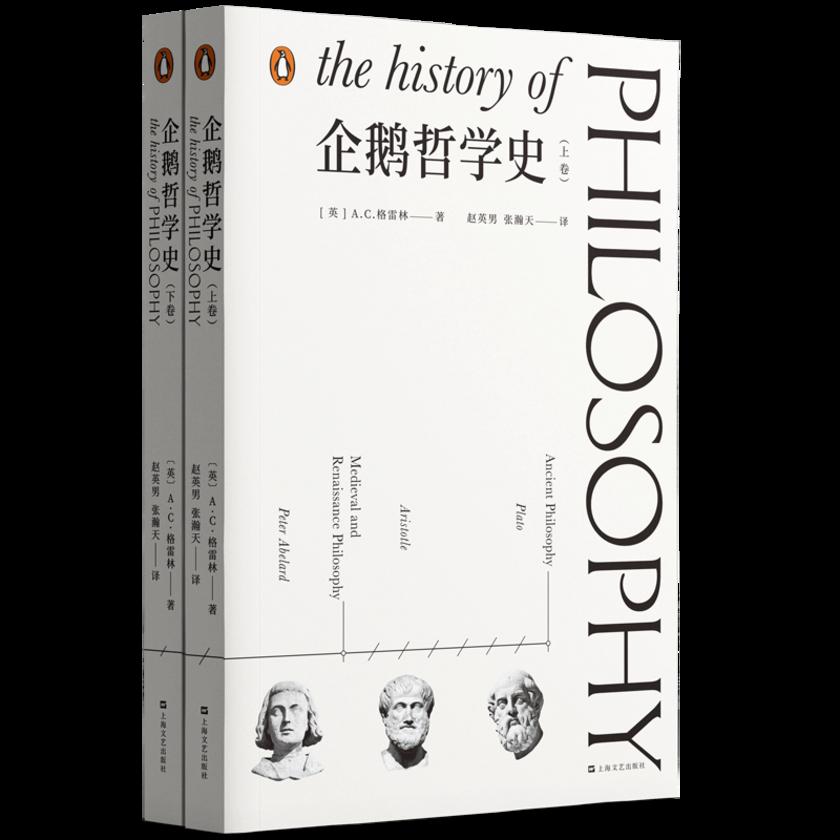 the history of
PHILOSOPHY
企鹅哲学史
（上卷）
［英］A.C.格雷林——著 赵英男 张瀚天——译
Ancient Philosophy
Plato
Aristotle
Medieval and
Renaissance Philosophy
Peter Abelard
上海文艺出版社
企鹅哲学史（上卷）
the history of PHILOSOPHY
［英］A·C·格雷林——著
赵英男 张瀚天——译
上海文艺出版社
企鹅哲学史（下卷）
the history of PHILOSOPHY
［英］A·C·格雷林——著
赵英男 张瀚天——译
上海文艺出版社